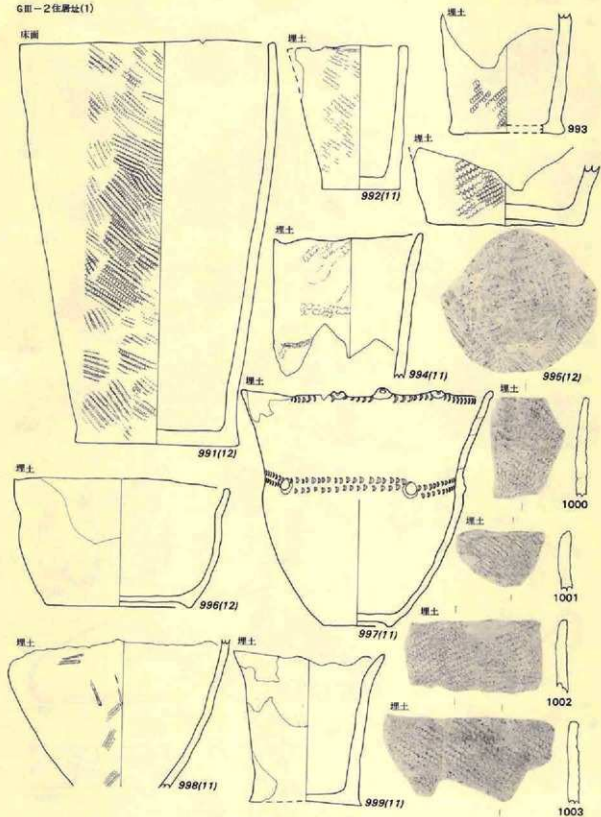 GⅢ-2住居址(1)
床面
埋土
埋土
993
992(11)
埋土
埋土
994(11)
995(12)
埋土
991(12)
埋土
1000
埋土
埋土
1001
996(12)
997(11)
埋土
埋土
埋土
1002
埋土
998(11)
999(11)
1003